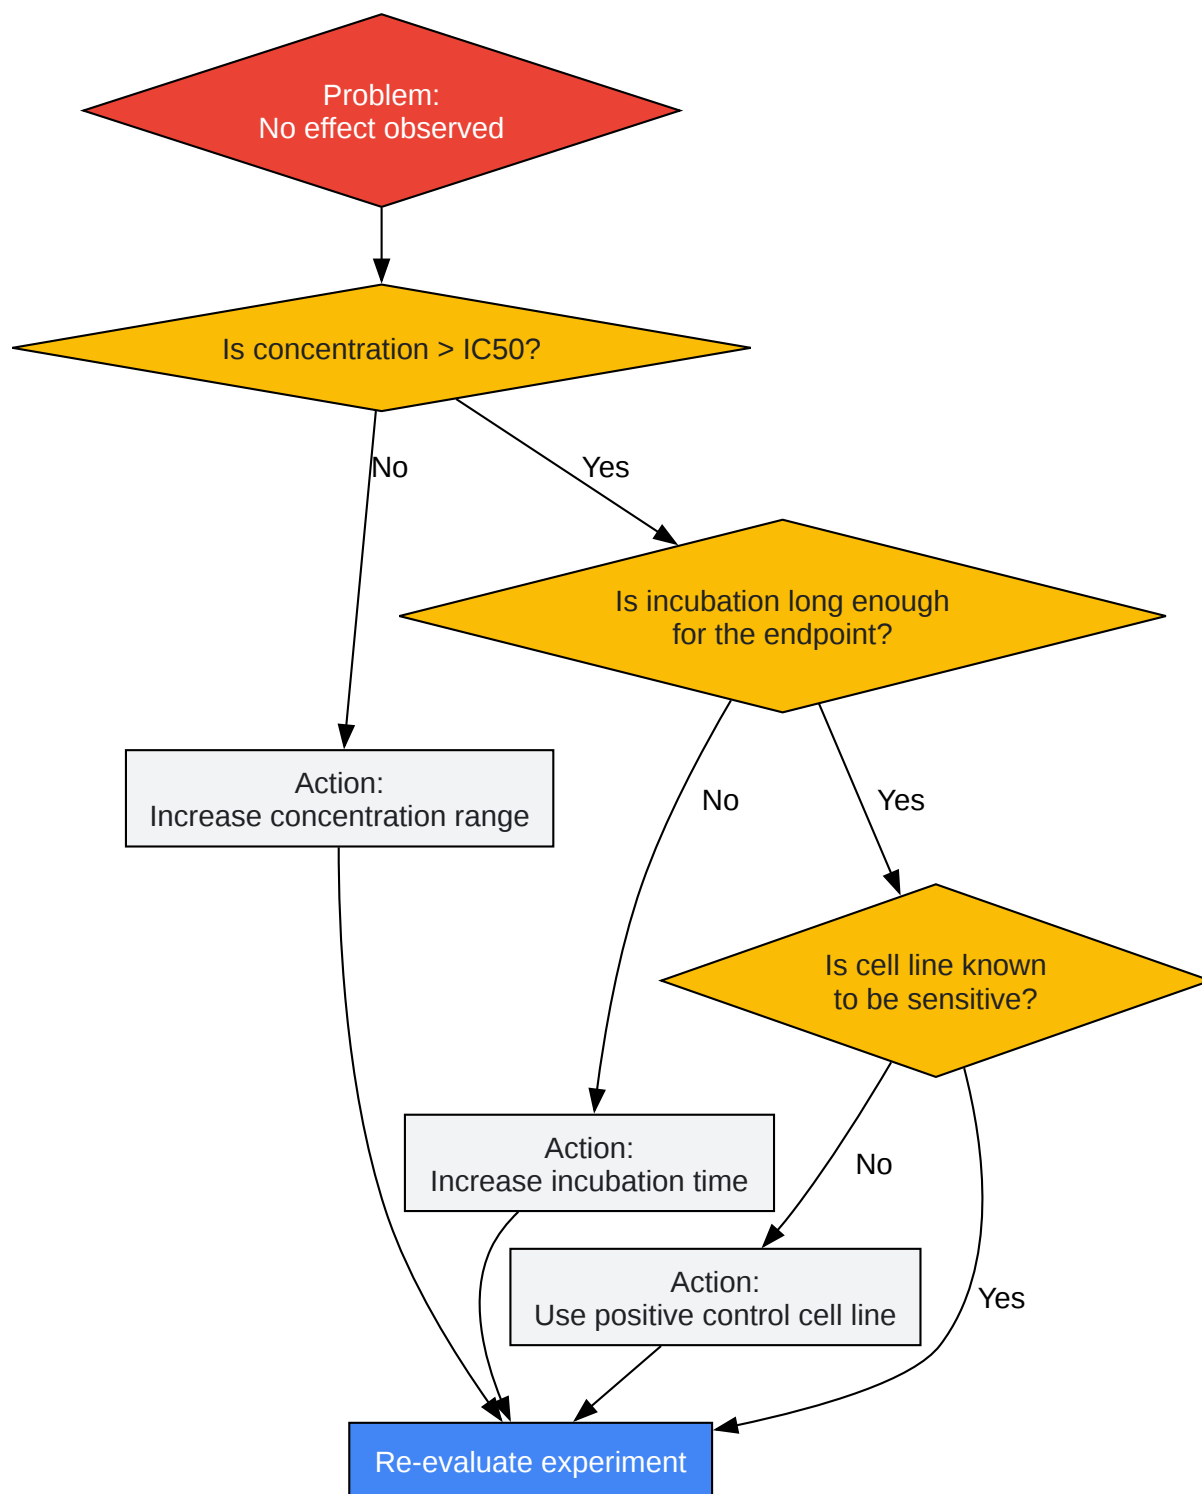 Problem:
No effect observed
Is concentration > IC50?
No
Yes
Is incubation long enough
for the endpoint?
Action:
Increase concentration range
No
Yes
Is cell line known
to be sensitive?
Action:
Increase incubation time
No
Action:
Use positive control cell line
Yes
Re-evaluate experiment